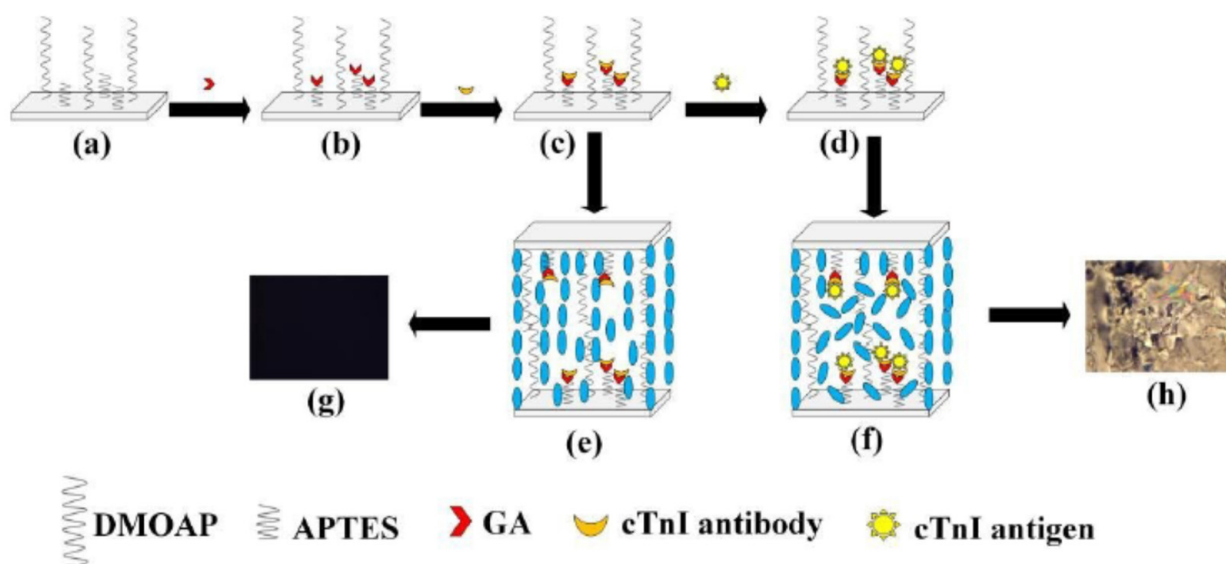 (a)
(b)
(c)
(d)
(g)
(e)
(f)
(h)
DMOAP
APTES
GA
cTnI antibody
cTnI antigen